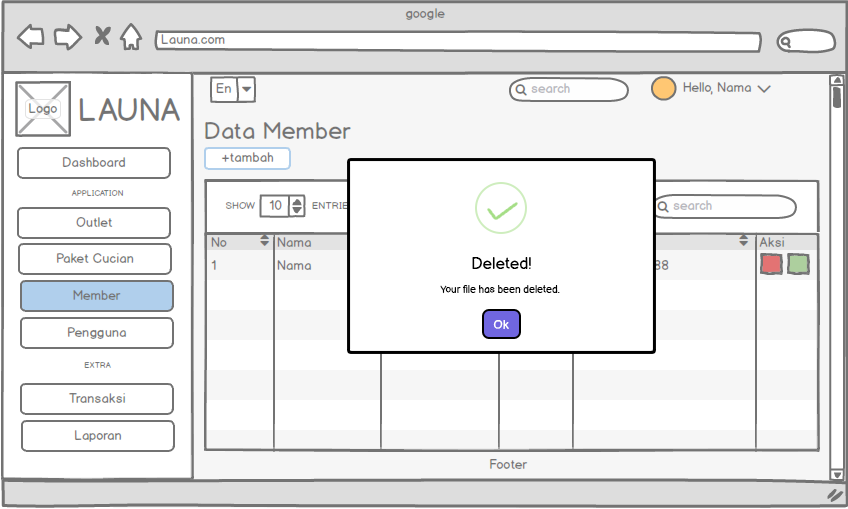 google
Launa.com
Logo
LAUNA
En
search
Hello, Nama
Data Member
+tambah
Dashboard
APPLICATION
Outlet
Paket Cucian
Member
Pengguna
EXTRA
Transaksi
Laporan
SHOW 10 ENTRIE
search
No Nama Aksi
1 Nama 88
Deleted!
Your file has been deleted.
Ok
Footer